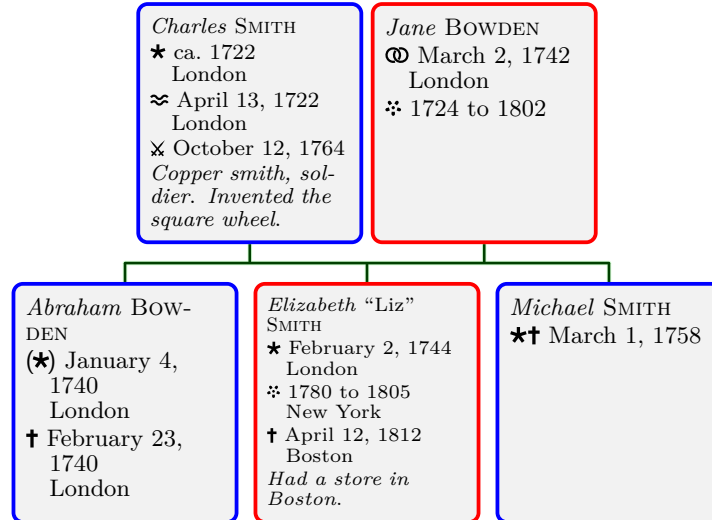 Charles SMITH
* ca. 1722
London
≈ April 13, 1722
London
⚔ October 12, 1764
Copper smith, sol-
dier. Invented the
square wheel.
Jane BOWDEN
⚭ March 2, 1742
London
⁘ 1724 to 1802
Abraham BOW-
DEN
(*) January 4,
1740
London
† February 23,
1740
London
Elizabeth “Liz”
SMITH
* February 2, 1744
London
⁘ 1780 to 1805
New York
† April 12, 1812
Boston
Had a store in
Boston.
Michael SMITH
*† March 1, 1758